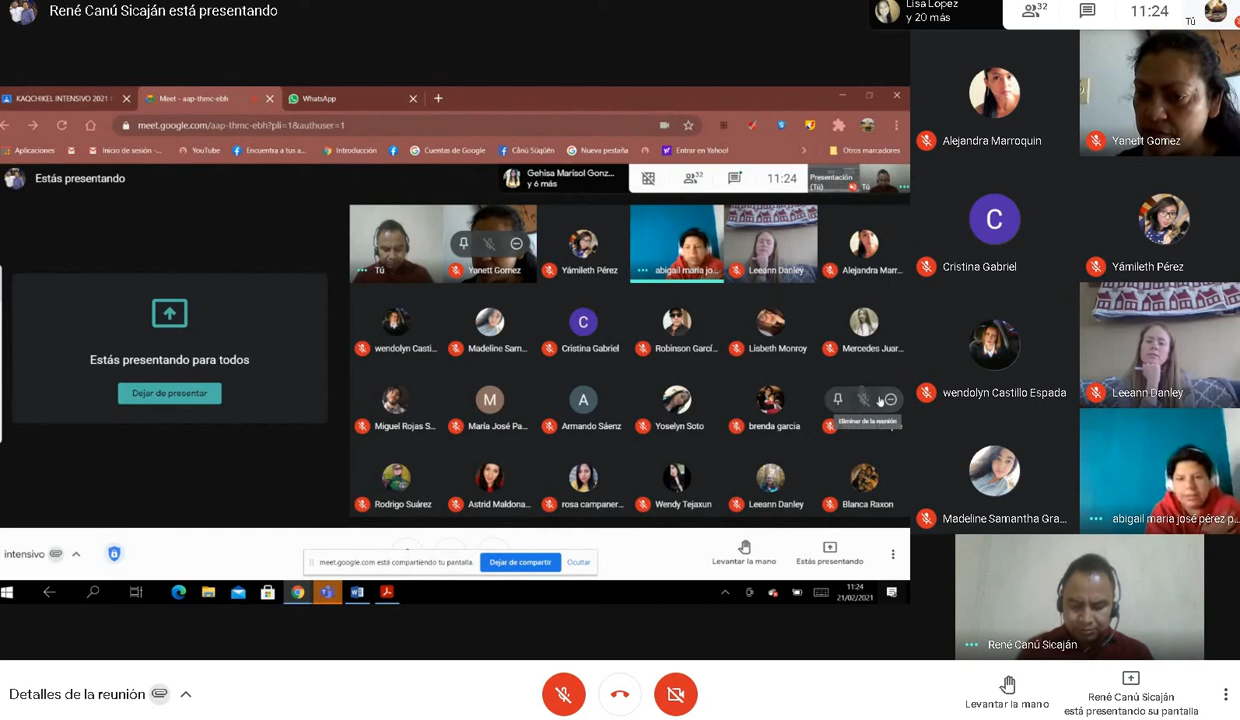 René Canú Sicaján está presentando
Lisa Lopez
y 20 más
32
11:24
Tú
KAQCHIKEL INTENSIVO 2021
Meet - aap-thmc-ebh
WhatsApp
meet.google.com/aap-thmc-ebh?pli=1&authuser=1
Aplicaciones
Inicio de sesión -...
YouTube
Encuentra a tus a...
Introducción
Cuentas de Google
Cänü Süqüën
Nueva pestaña
Entrar en Yahoo!
Otros marcadores
Estás presentando
Gehisa Marisol Gonz...
y 6 más
32
11:24
Presentación
(Tú)
Tú
Estás presentando para todos
Dejar de presentar
Tú
Yanett Gomez
Yámileth Pérez
abigail maria jo...
Leeann Danley
Alejandra Marr...
wendolyn Casti...
Madeline Sam...
C
Cristina Gabriel
Robinson Garcí...
Lisbeth Monroy
Mercedes Juar...
Miguel Rojas S...
M
María José Pa...
A
Armando Sáenz
Yoselyn Soto
brenda garcia
Eliminar de la reunión
Rodrigo Suárez
Astrid Maldona...
rosa campaner...
Wendy Tejaxun
Leeann Danley
Blanca Raxon
intensivo
meet.google.com está compartiendo tu pantalla.
Dejar de compartir
Ocultar
Levantar la mano
Estás presentando
11:24
21/02/2021
Alejandra Marroquin
Yanett Gomez
C
Cristina Gabriel
Yámileth Pérez
wendolyn Castillo Espada
Leeann Danley
Madeline Samantha Gra...
abigail maria josé pérez p...
René Canú Sicaján
Detalles de la reunión
Levantar la mano
René Canú Sicaján
está presentando su pantalla